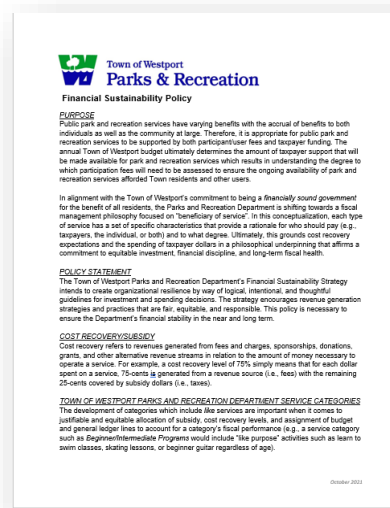 Town of Westport
Parks & Recreation
Financial Sustainability Policy
PURPOSE
Public park and recreation services have varying benefits with the accrual of benefits to both
individuals as well as the community at large. Therefore, it is appropriate for public park and
recreation services to be supported by both participant/user fees and taxpayer funding. The
annual Town of Westport budget ultimately determines the amount of taxpayer support that will
be made available for park and recreation services which results in understanding the degree to
which participation fees will need to be assessed to ensure the ongoing availability of park and
recreation services afforded Town residents and other users.
In alignment with the Town of Westport's commitment to being a financially sound government
for the benefit of all residents, the Parks and Recreation Department is shifting towards a fiscal
management philosophy focused on "beneficiary of service". In this conceptualization, each type
of service has a set of specific characteristics that provide a rationale for who should pay (e.g.,
taxpayers, the individual, or both) and to what degree. Ultimately, this grounds cost recovery
expectations and the spending of taxpayer dollars in a philosophical underpinning that affirms a
commitment to equitable investment, financial discipline, and long-term fiscal health.
POLICY STATEMENT
The Town of Westport Parks and Recreation Department's Financial Sustainability Strategy
intends to create organizational resilience by way of logical, intentional, and thoughtful
guidelines for investment and spending decisions. The strategy encourages revenue generation
strategies and practices that are fair, equitable, and responsible. This policy is necessary to
ensure the Department's financial stability in the near and long term.
COST RECOVERY/SUBSIDY
Cost recovery refers to revenues generated from fees and charges, sponsorships, donations,
grants, and other alternative revenue streams in relation to the amount of money necessary to
operate a service. For example, a cost recovery level of 75% simply means that for each dollar
spent on a service, 75-cents is generated from a revenue source (i.e., fees) with the remaining
25-cents covered by subsidy dollars (i.e., taxes).
TOWN OF WESTPORT PARKS AND RECREATION DEPARTMENT SERVICE CATEGORIES
The development of categories which include like services are important when it comes to
justifiable and equitable allocation of subsidy, cost recovery levels, and assignment of budget
and general ledger lines to account for a category's fiscal performance (e.g., a service category
such as Beginner/Intermediate Programs would include "like purpose" activities such as learn to
swim classes, skating lessons, or beginner guitar regardless of age).
October 2021